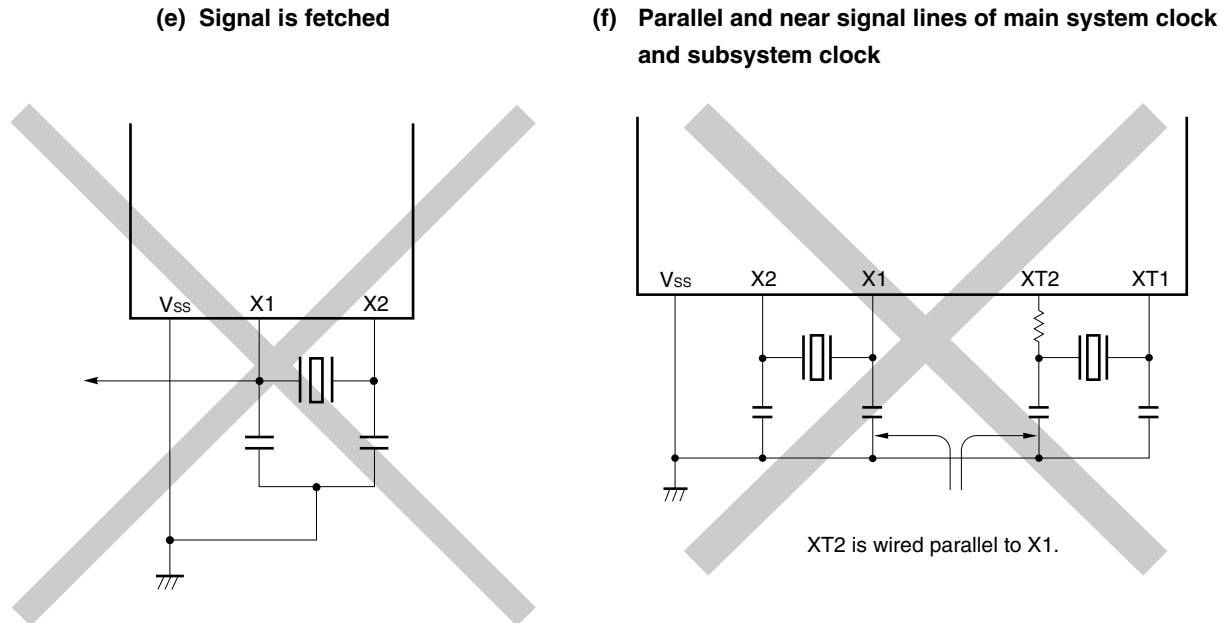 (e) Signal is fetched
(f) Parallel and near signal lines of main system clock
and subsystem clock
VSS X1 X2
VSS X2 X1 XT2 XT1
XT2 is wired parallel to X1.